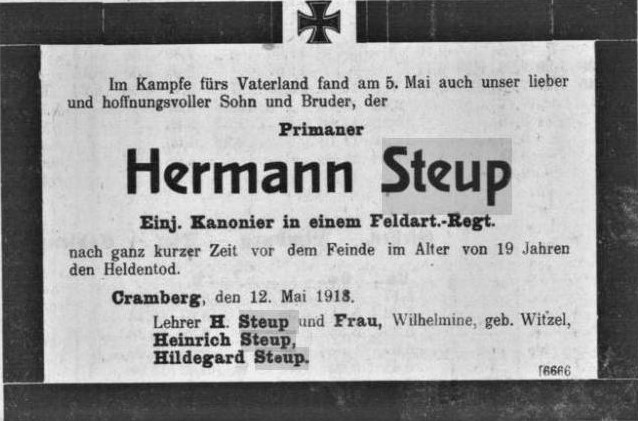 Im Kampfe fürs Vaterland fand am 5. Mai auch unser lieber
und hoffnungsvoller Sohn und Bruder, der
Primaner
Hermann Steup
Einj. Kanonier in einem Feldart.-Regt.
nach ganz kurzer Zeit vor dem Feinde im Alter von 19 Jahren
den Heldentod.
Cramberg, den 12. Mai 1918.
Lehrer H. Steup und Frau, Wilhelmine, geb. Witzel,
Heinrich Steup,
Hildegard Steup.
[6666